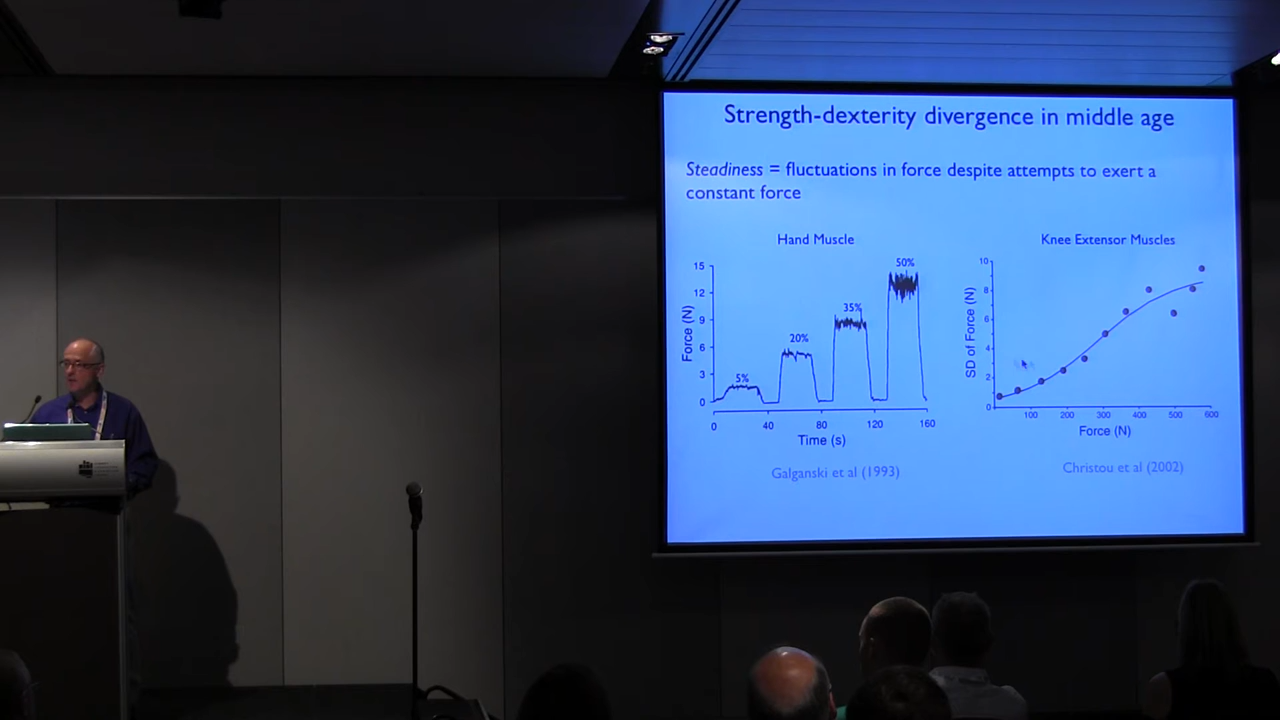 Strength-dexterity divergence in middle age
Steadiness = fluctuations in force despite attempts to exert a
constant force
Hand Muscle
Force (N)
15
12
9
6
3
0
5%
20%
35%
50%
0 40 80 120 160
Time (s)
Galganski et al (1993)
Knee Extensor Muscles
SD of Force (N)
10
8
6
4
2
0
100 200 300 400 500 600
Force (N)
Christou et al (2002)